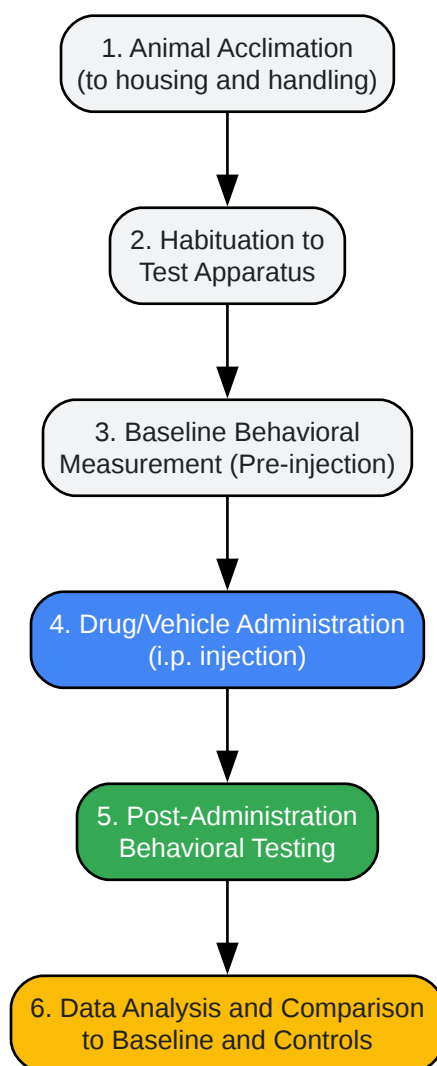 1. Animal Acclimation
(to housing and handling)
2. Habituation to
Test Apparatus
3. Baseline Behavioral
Measurement (Pre-injection)
4. Drug/Vehicle Administration
(i.p. injection)
5. Post-Administration
Behavioral Testing
6. Data Analysis and Comparison
to Baseline and Controls